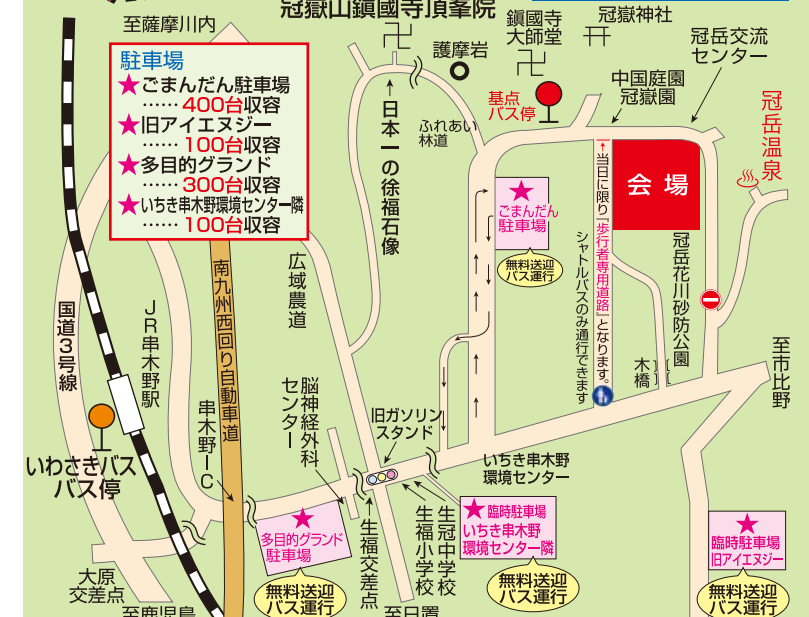 冠嶽山鎮國寺頂峯院
至薩摩川内
駐車場
★ごまんだん駐車場
……400台収容
★旧アイエヌジー
……100台収容
★多目的グランド
……300台収容
★いちき串木野環境センター隣
……100台収容
護摩岩
鎮國寺
大師堂
冠嶽神社
冠岳交流
センター
中国庭園
冠嶽園
基点
バス停
ふれあい
林道
日本一の徐福石像
冠岳温泉
会場
★
ごまんだん
駐車場
無料送迎
バス運行
↑当日に限り『歩行者専用道路』となります。
シャトルバスのみ通行できます
冠岳花川砂防公園
木橋
至市比野
広域農道
南九州西回り自動車道
国道3号線
JR串木野駅
串木野IC
脳神経外科
センター
旧ガソリン
スタンド
いわさきバス
バス停
いちき串木野
環境センター
★
多目的グランド
駐車場
無料送迎
バス運行
生福交差点
生福小学校
生冠中学校
★臨時駐車場
いちき串木野
環境センター隣
無料送迎
バス運行
★
臨時駐車場
旧アイエヌジー
無料送迎
バス運行
大原
交差点
至鹿児島
至日置